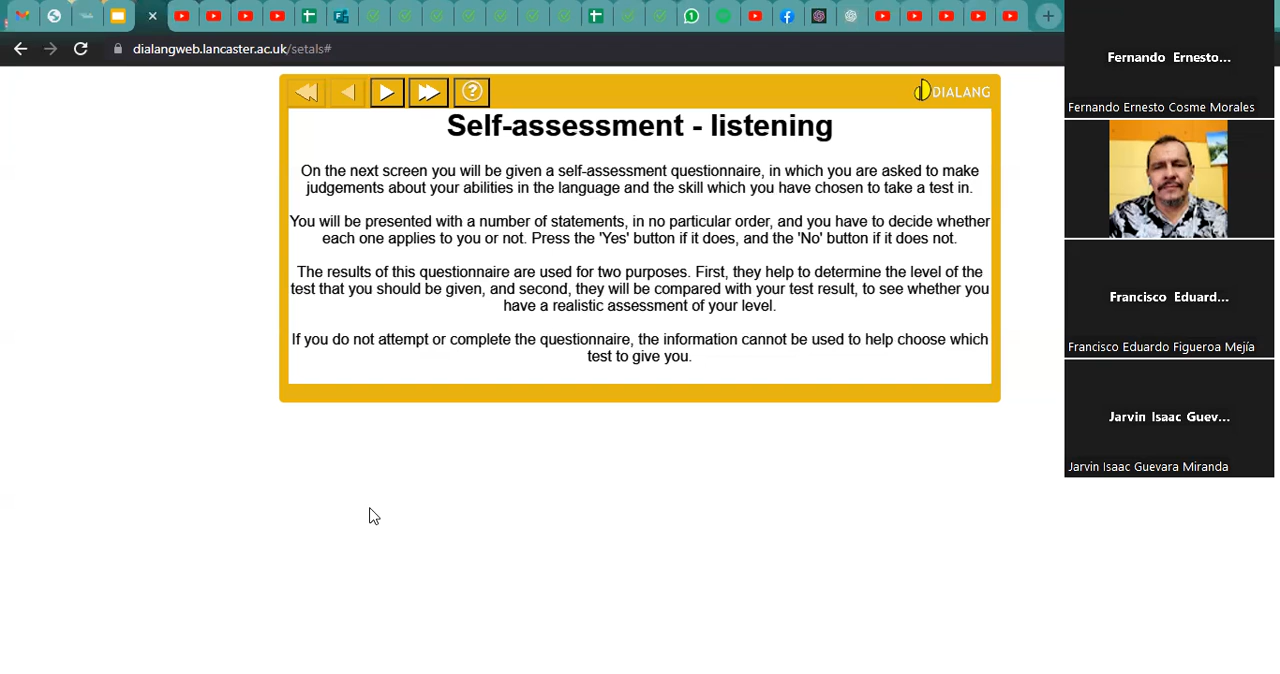 dialangweb.lancaster.ac.uk/setals#
DIALANG
Self-assessment - listening
On the next screen you will be given a self-assessment questionnaire, in which you are asked to make
judgements about your abilities in the language and the skill which you have chosen to take a test in.
You will be presented with a number of statements, in no particular order, and you have to decide whether
each one applies to you or not. Press the 'Yes' button if it does, and the 'No' button if it does not.
The results of this questionnaire are used for two purposes. First, they help to determine the level of the
test that you should be given, and second, they will be compared with your test result, to see whether you
have a realistic assessment of your level.
If you do not attempt or complete the questionnaire, the information cannot be used to help choose which
test to give you.
Fernando Ernesto...
Fernando Ernesto Cosme Morales
Francisco Eduard...
Francisco Eduardo Figueroa Mejía
Jarvin Isaac Guev...
Jarvin Isaac Guevara Miranda